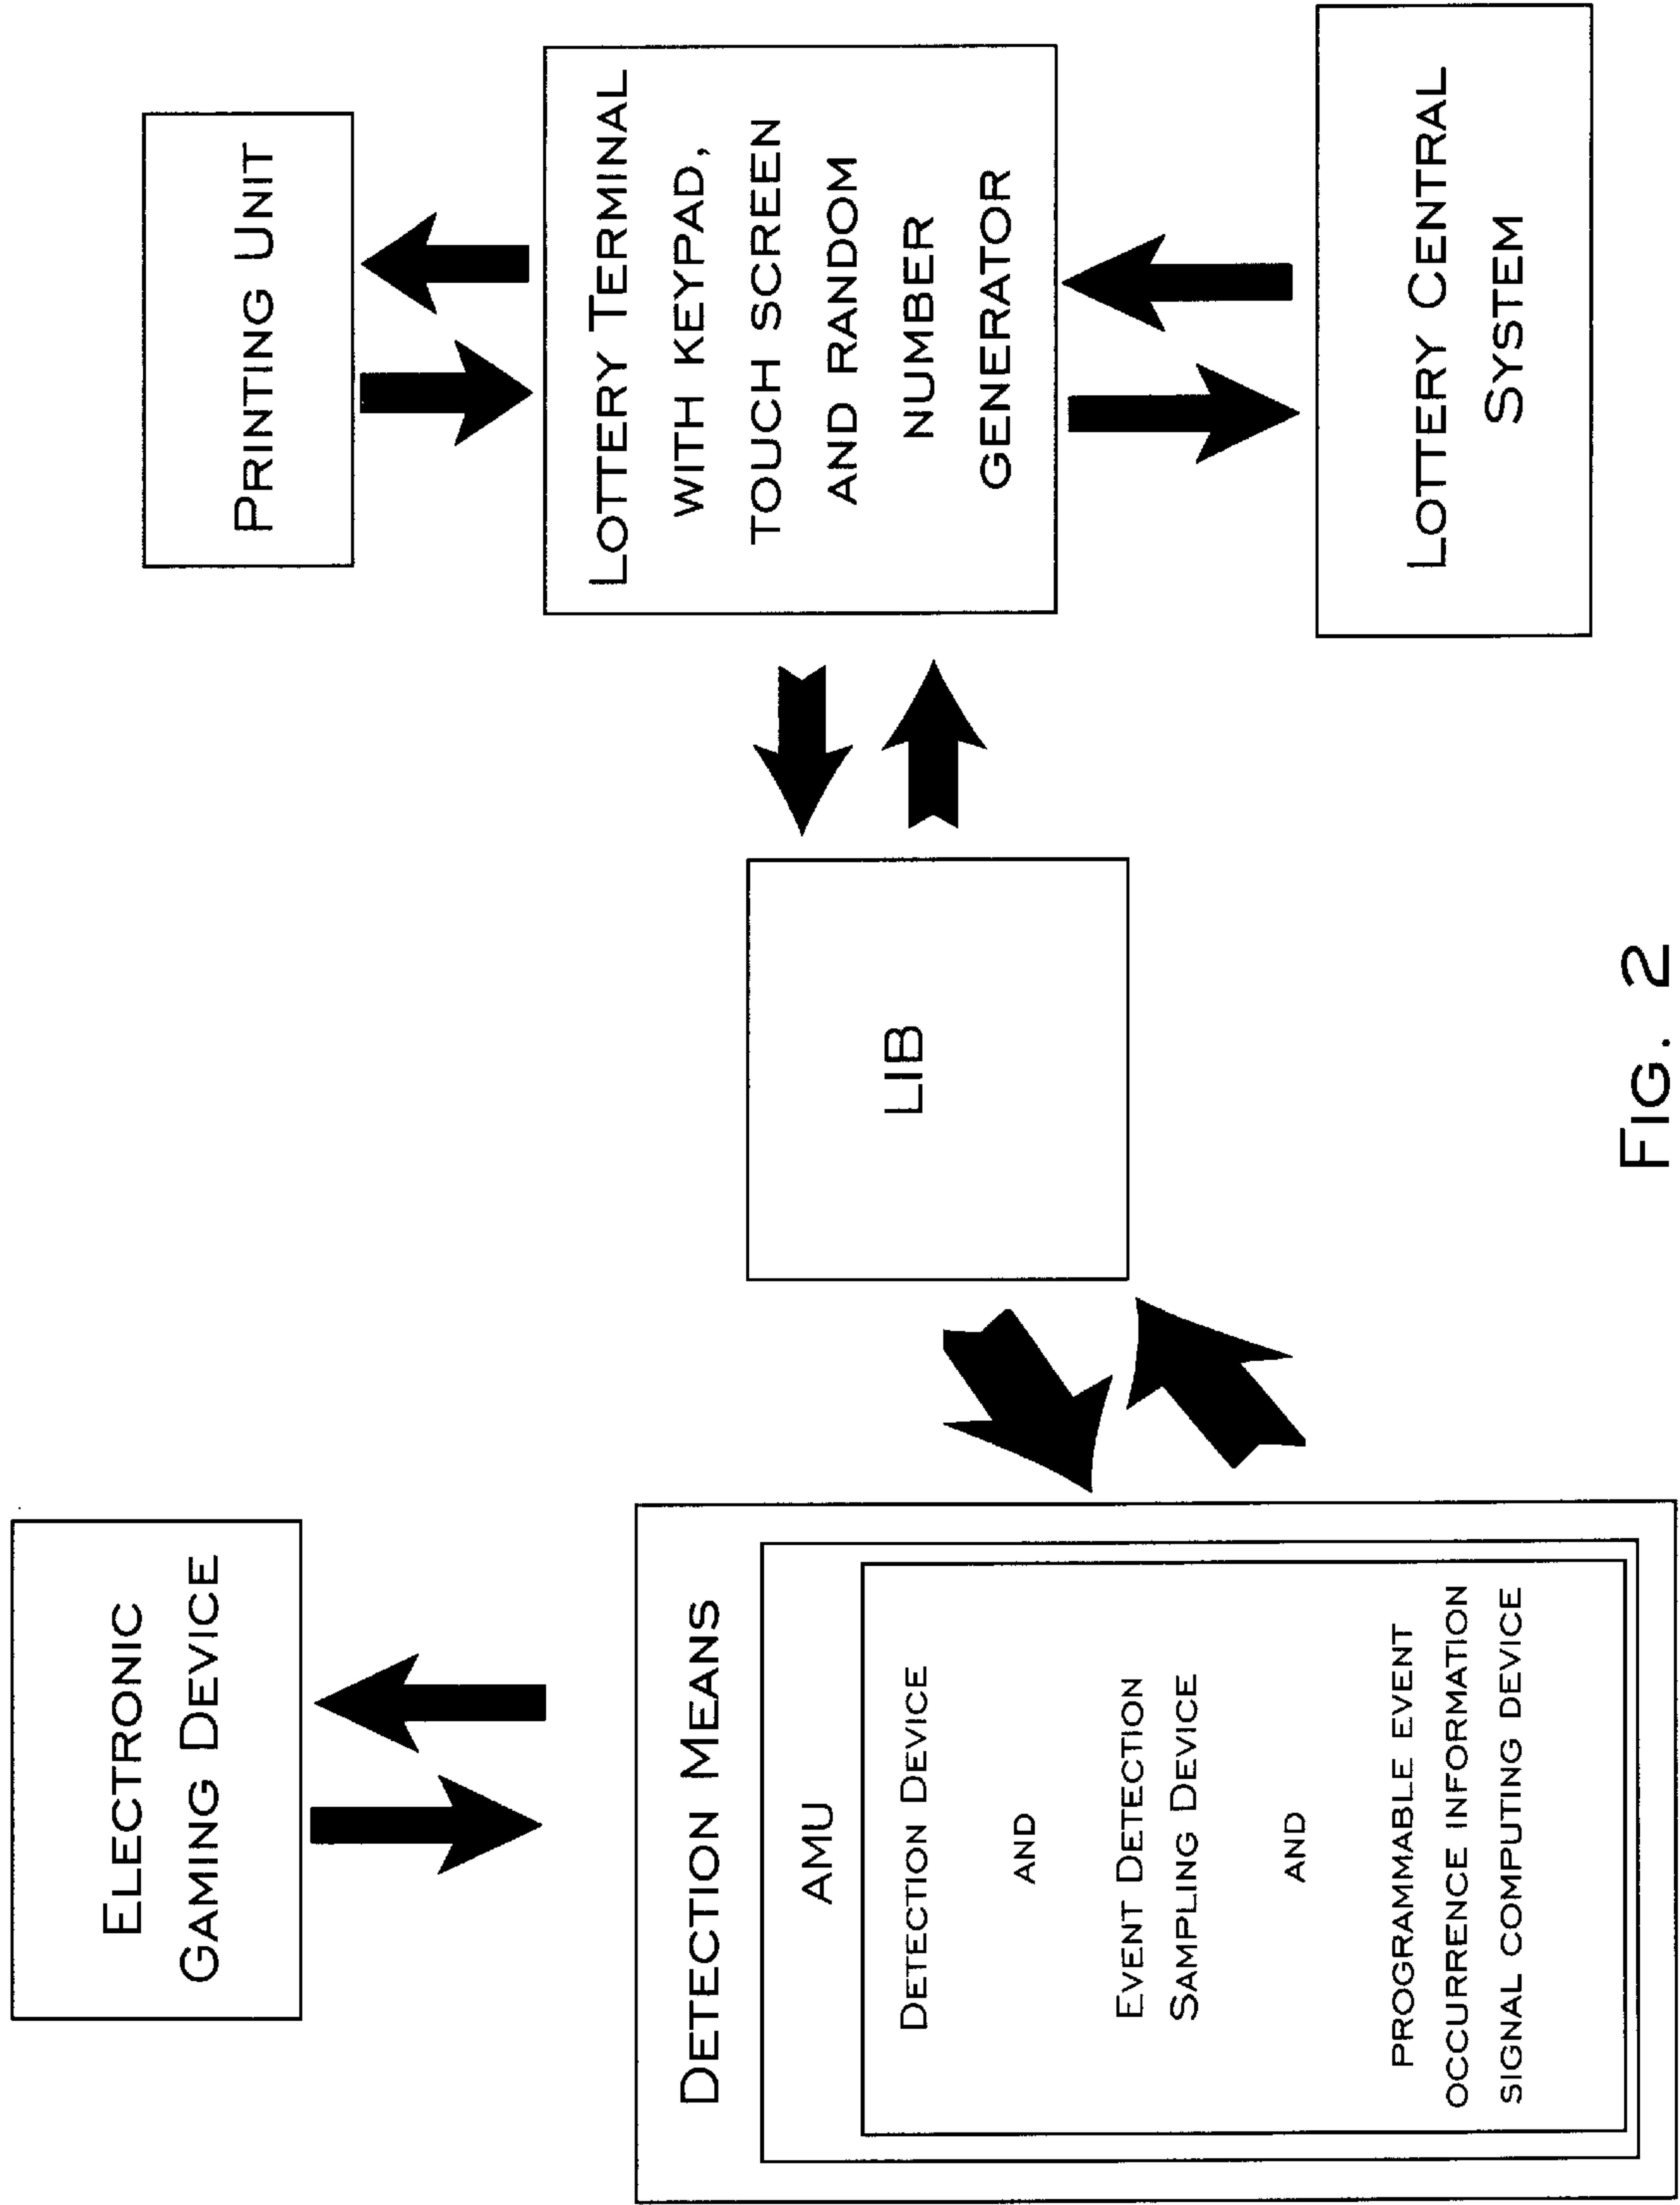 Electronic
Gaming Device
Detection Means
AMU
Detection Device
and
Event Detection
Sampling Device
and
programmable event
occurrence information
signal computing device
LIB
Printing Unit
Lottery Terminal
with keypad,
touch screen
and random
number
generator
Lottery Central
System
Fig. 2